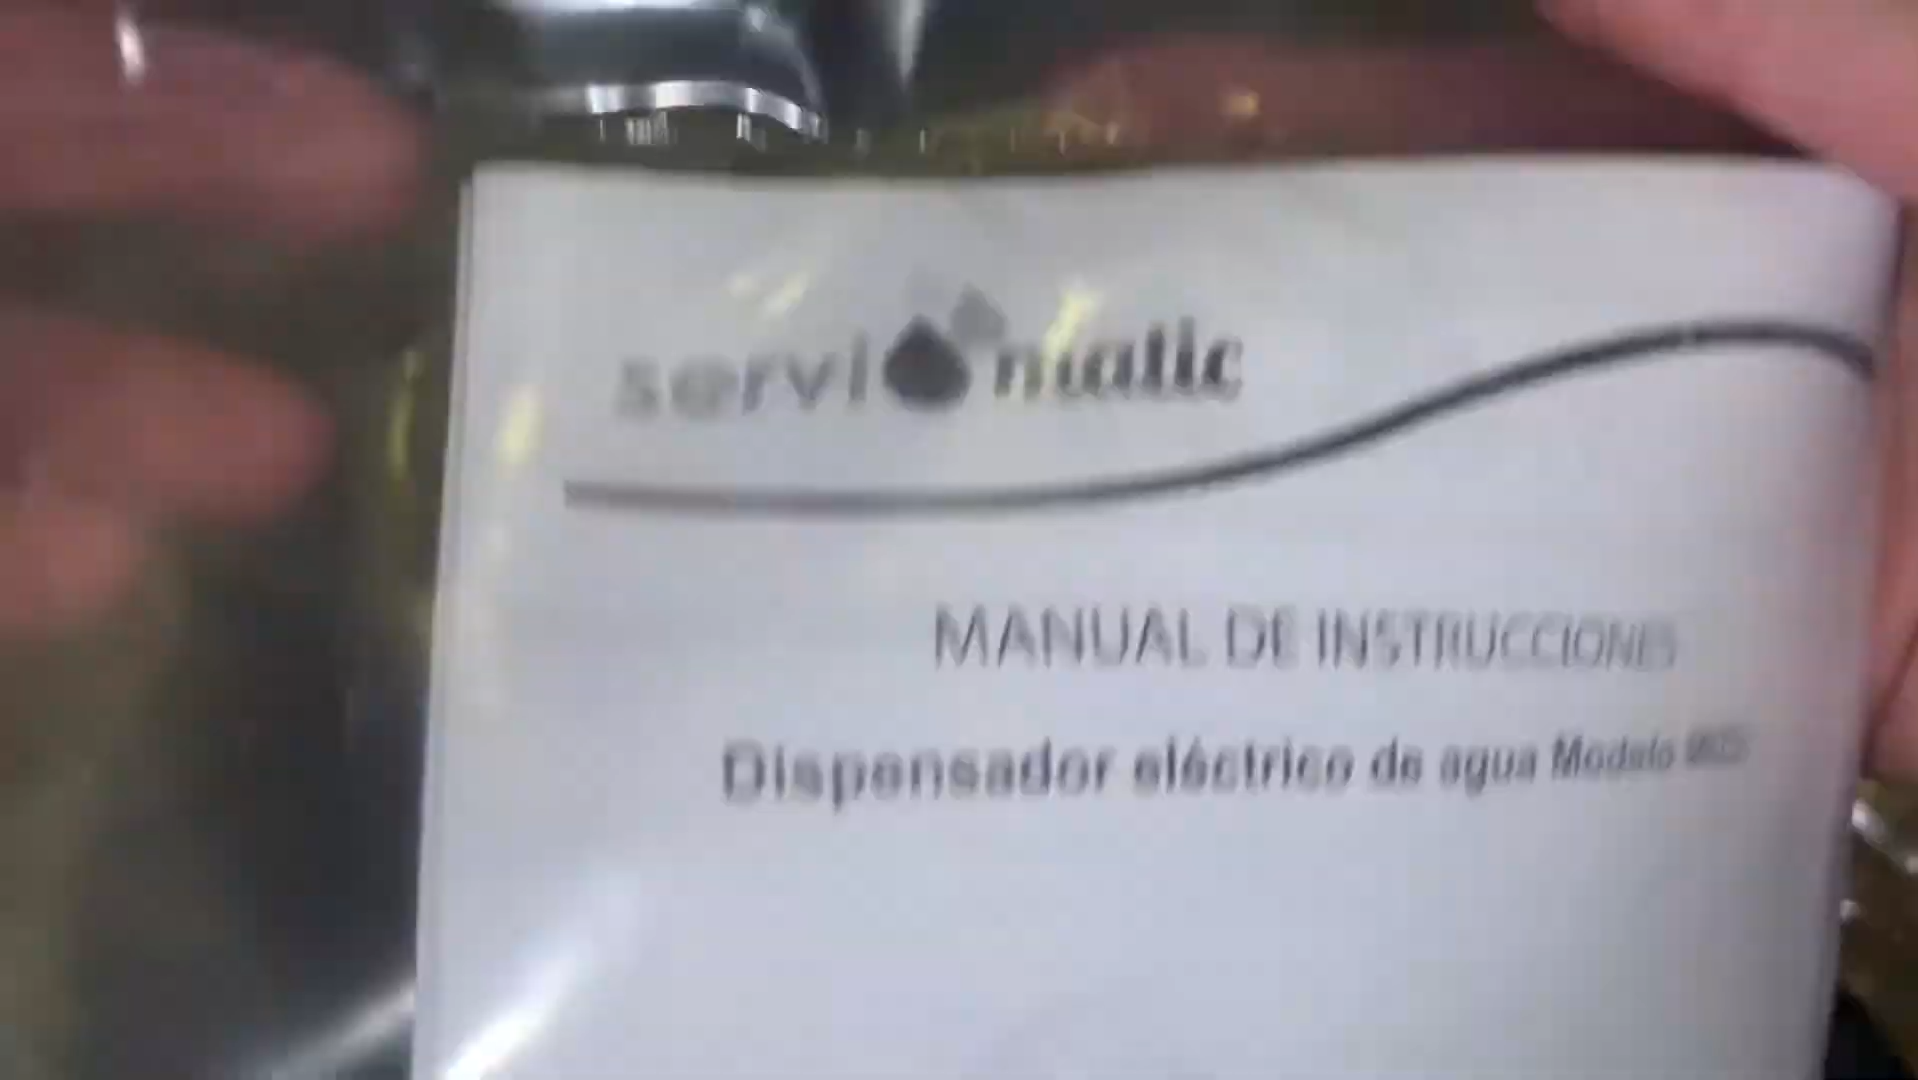 servimatic
MANUAL DE INSTRUCCIONES
Dispensador eléctrico de agua Modelo